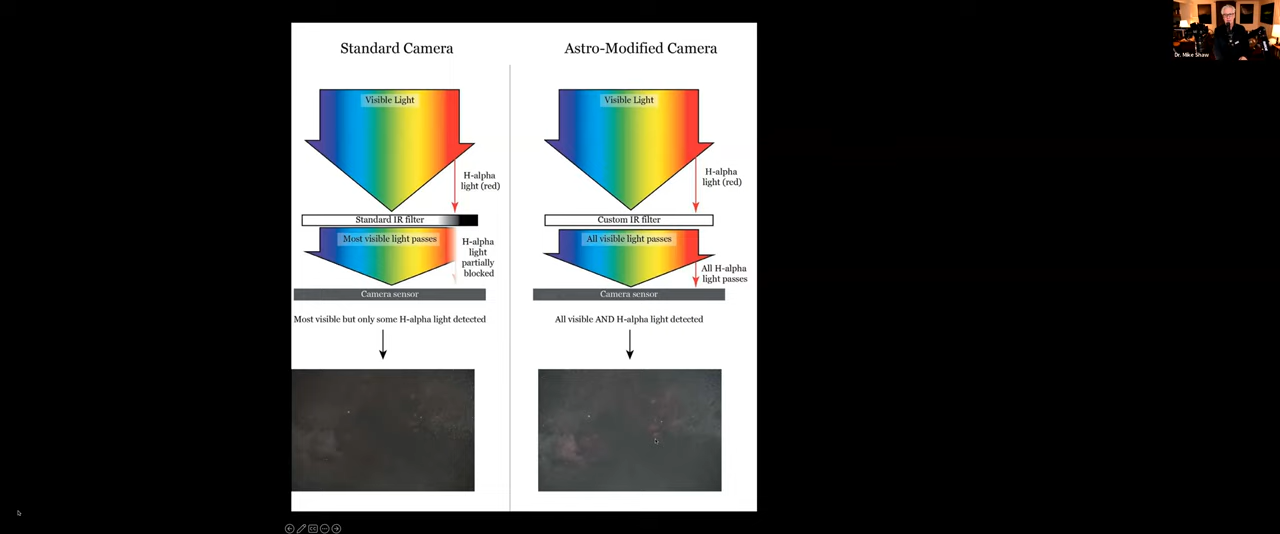 Standard Camera
Visible Light
H-alpha
light (red)
Standard IR filter
Most visible light passes
H-alpha
light
partially
blocked
Camera sensor
Most visible but only some H-alpha light detected
Astro-Modified Camera
Visible Light
H-alpha
light (red)
Custom IR filter
All visible light passes
All H-alpha
light passes
Camera sensor
All visible AND H-alpha light detected
Dr. Mike Shaw